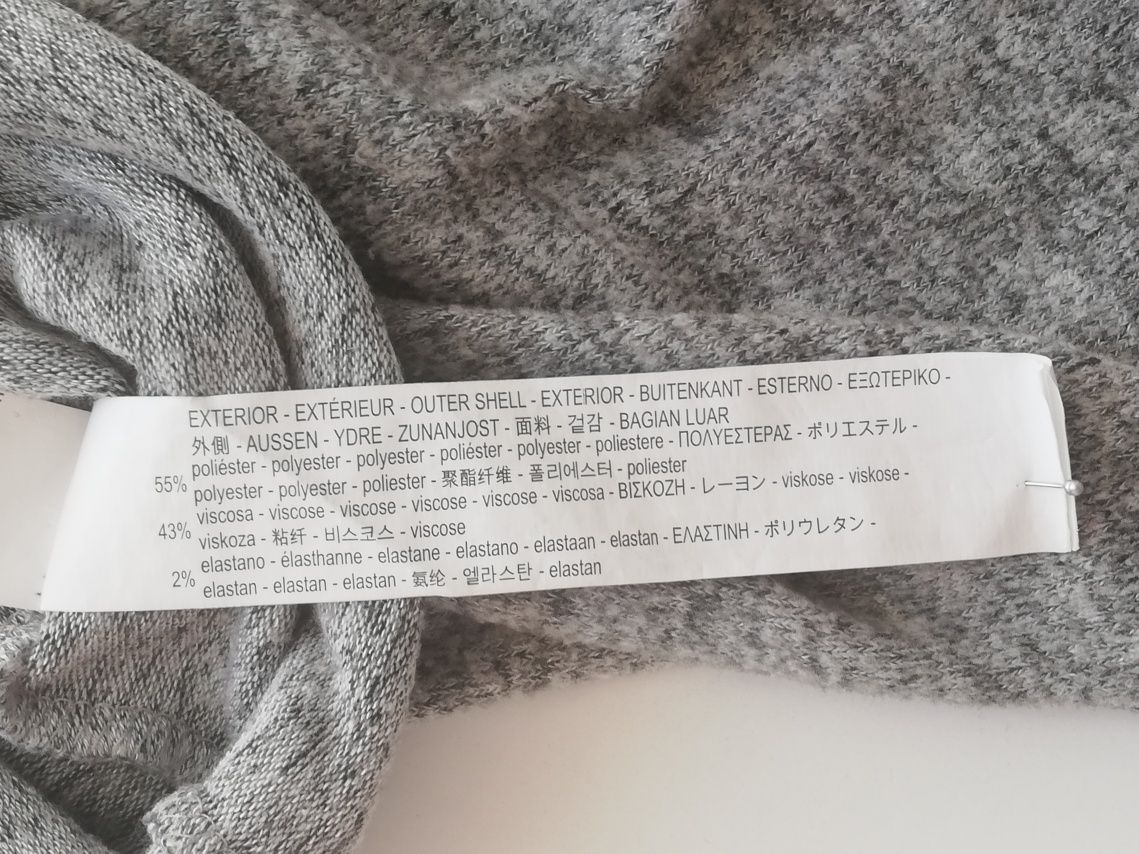 EXTERIOR - EXTÉRIEUR - OUTER SHELL - EXTERIOR - BUITENKANT - ESTERNO - ΕΞΩΤΕΡΙΚΟ -
外側 - AUSSEN - YDRE - ZUNANJOST - 面料 - 겉감 - BAGIAN LUAR
55% poliéster - polyester - polyester - poliéster - polyester - poliestere - ΠΟΛΥΕΣΤΕΡΑΣ - ポリエステル -
polyester - polyester - poliester - 聚酯纤维 - 폴리에스터 - poliester
43% viscosa - viscose - viscose - viscose - viscose - viscosa - ΒΙΣΚΟΖΗ - レーヨン - viskose - viskose -
viskoza - 粘纤 - 비스코스 - viscose
2% elastano - élasthanne - elastane - elastano - elastaan - elastan - ΕΛΑΣΤΙΝΗ - ポリウレタン -
elastan - elastan - elastan - 氨纶 - 엘라스탄 - elastan